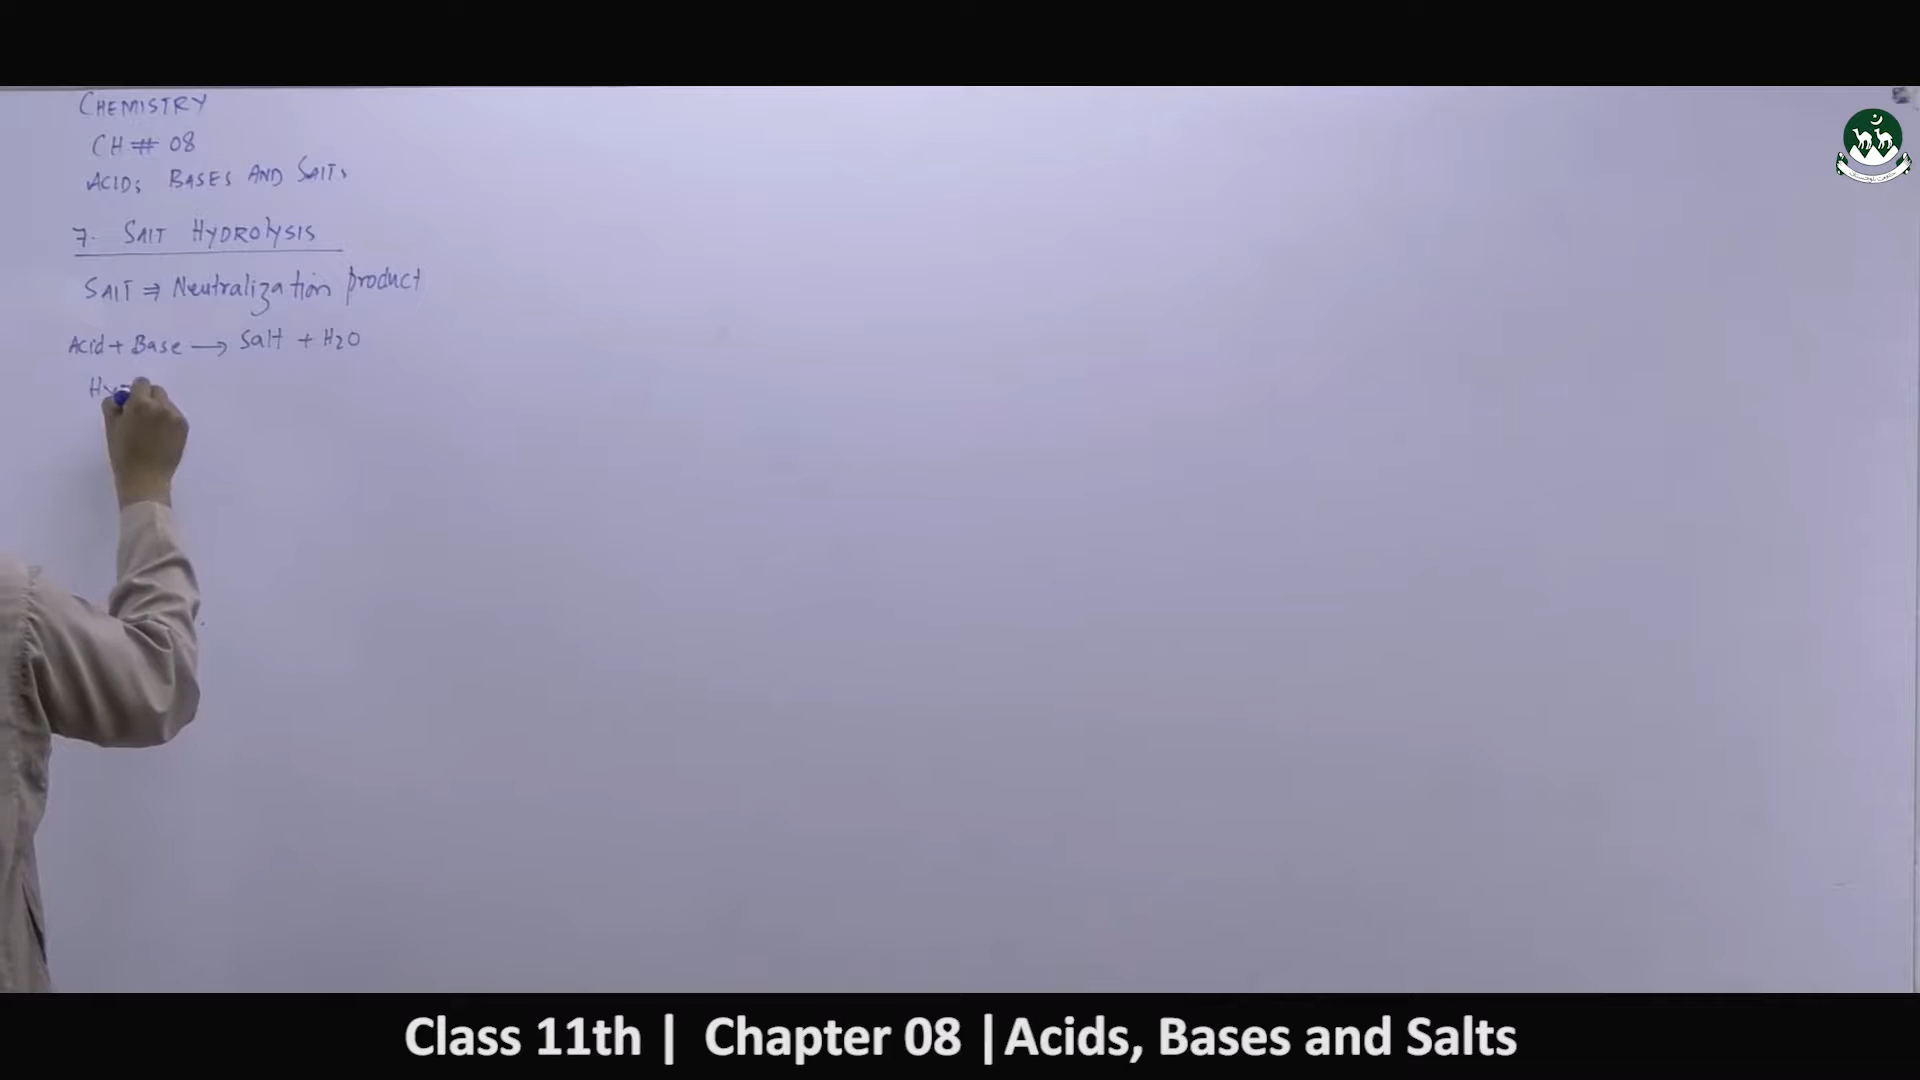 CHEMISTRY
CH # 08
ACIDS BASES AND SALTS
7. SALT HYDROLYSIS
SALT ⇒ Neutralization product
Acid + Base ⟶ Salt + H2O
Hy
Class 11th | Chapter 08 | Acids, Bases and Salts